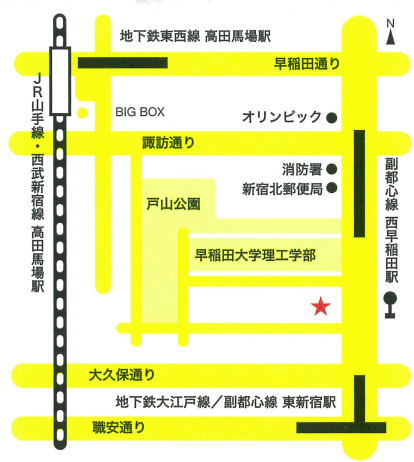 地下鉄東西線 高田馬場駅
N
早稲田通り
BIG BOX
オリンピック
諏訪通り
消防署
新宿北郵便局
戸山公園
早稲田大学理工学部
JR山手線・西武新宿線 高田馬場駅
副都心線 西早稲田駅
大久保通り
地下鉄大江戸線／副都心線 東新宿駅
職安通り